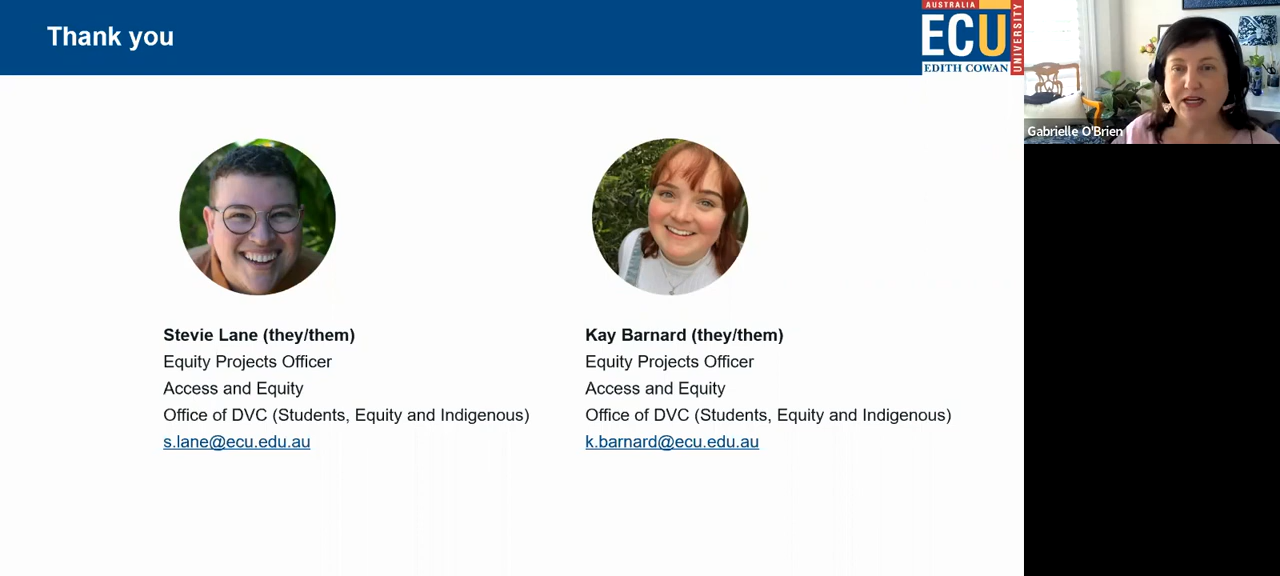 Thank you
AUSTRALIA
ECU
EDITH COWAN
UNIVERSITY
Gabrielle O'Brien
Stevie Lane (they/them)
Equity Projects Officer
Access and Equity
Office of DVC (Students, Equity and Indigenous)
s.lane@ecu.edu.au
Kay Barnard (they/them)
Equity Projects Officer
Access and Equity
Office of DVC (Students, Equity and Indigenous)
k.barnard@ecu.edu.au